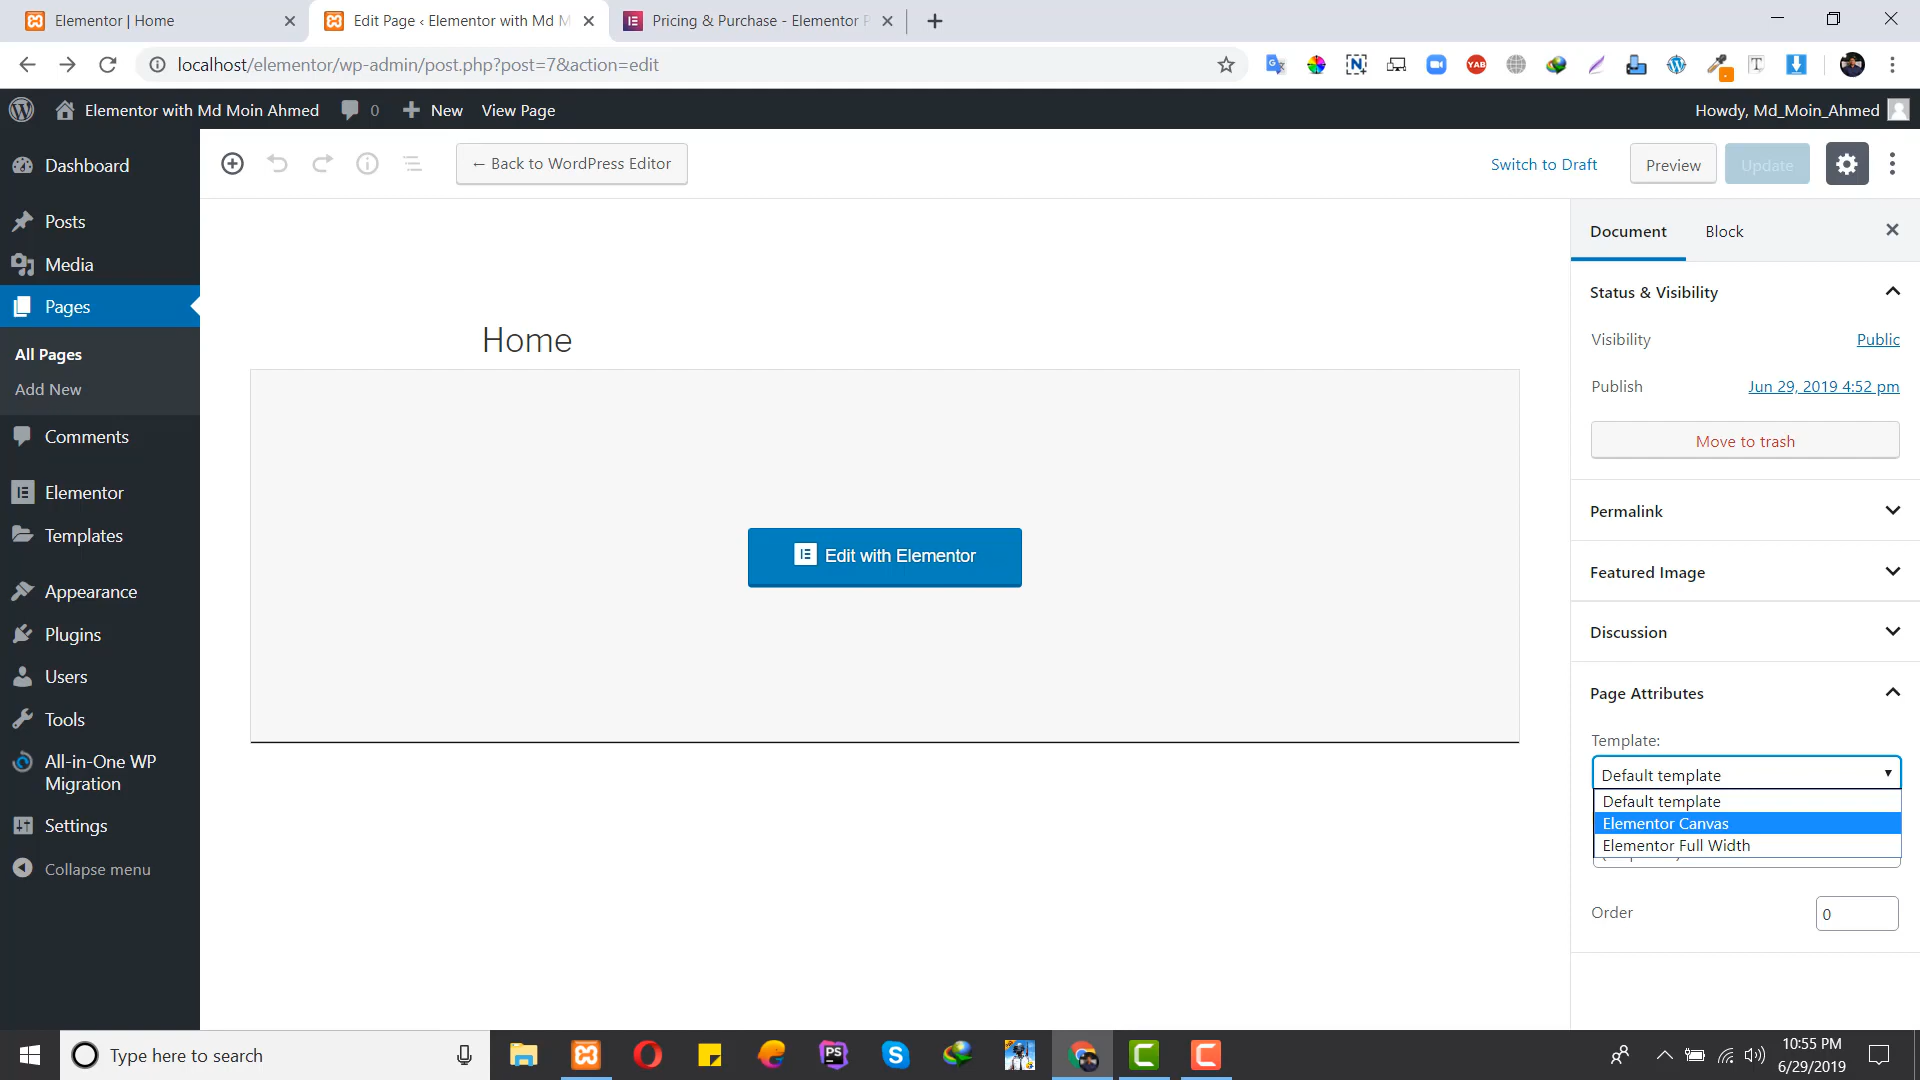 Elementor | Home
Edit Page ‹ Elementor with Md M
Pricing & Purchase - Elementor P
localhost/elementor/wp-admin/post.php?post=7&action=edit
YAB
Elementor with Md Moin Ahmed
0
New
View Page
Howdy, Md_Moin_Ahmed
Dashboard
Posts
Media
Pages
All Pages
Add New
Comments
Elementor
Templates
Appearance
Plugins
Users
Tools
All-in-One WP
Migration
Settings
Collapse menu
← Back to WordPress Editor
Switch to Draft
Preview
Update
Home
Edit with Elementor
Document
Block
Status & Visibility
Visibility
Public
Publish
Jun 29, 2019 4:52 pm
Move to trash
Permalink
Featured Image
Discussion
Page Attributes
Template:
Default template
Default template
Elementor Canvas
Elementor Full Width
Order
0
Type here to search
PS
10:55 PM
6/29/2019